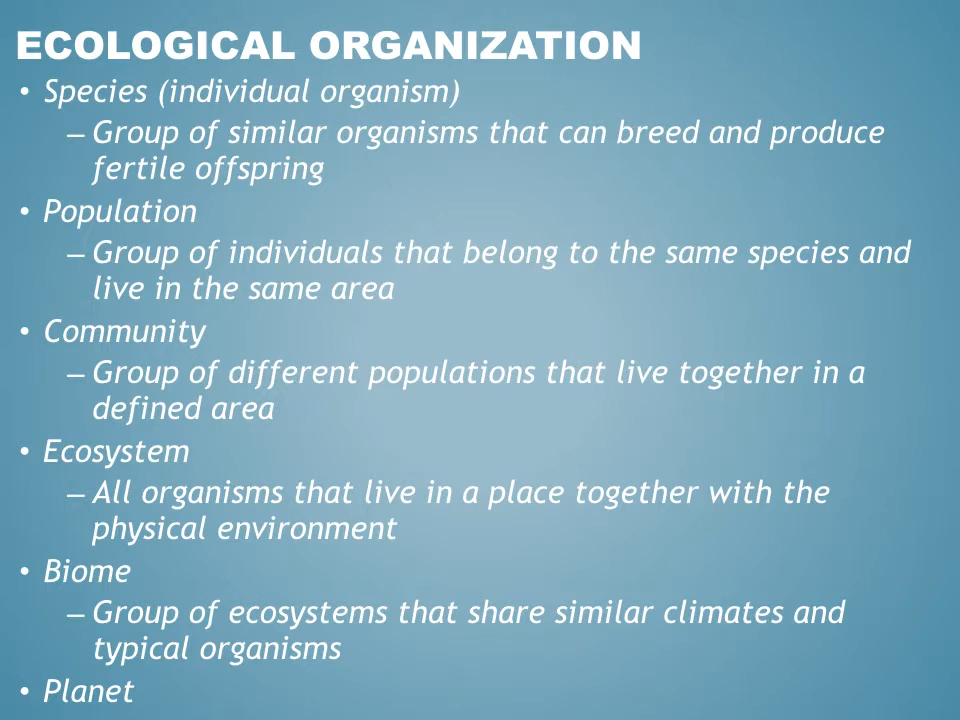 ECOLOGICAL ORGANIZATION
• Species (individual organism)
– Group of similar organisms that can breed and produce
fertile offspring
• Population
– Group of individuals that belong to the same species and
live in the same area
• Community
– Group of different populations that live together in a
defined area
• Ecosystem
– All organisms that live in a place together with the
physical environment
• Biome
– Group of ecosystems that share similar climates and
typical organisms
• Planet